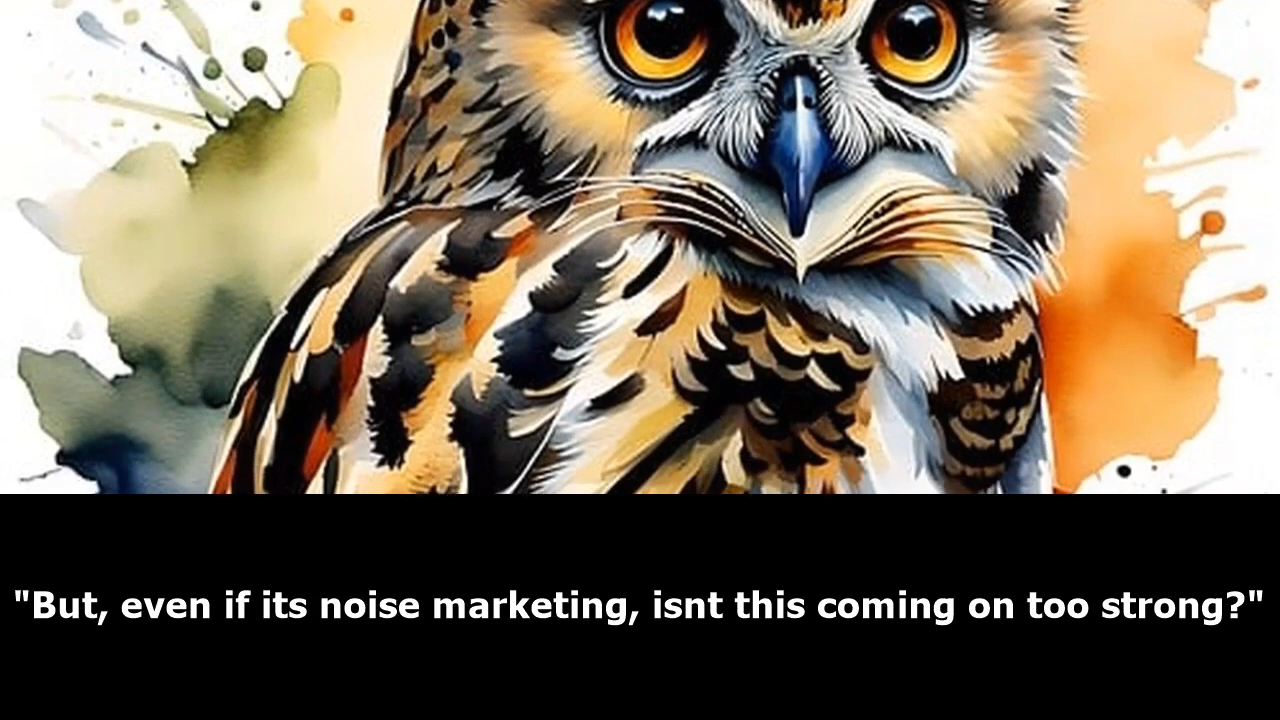 "But, even if its noise marketing, isnt this coming on too strong?"